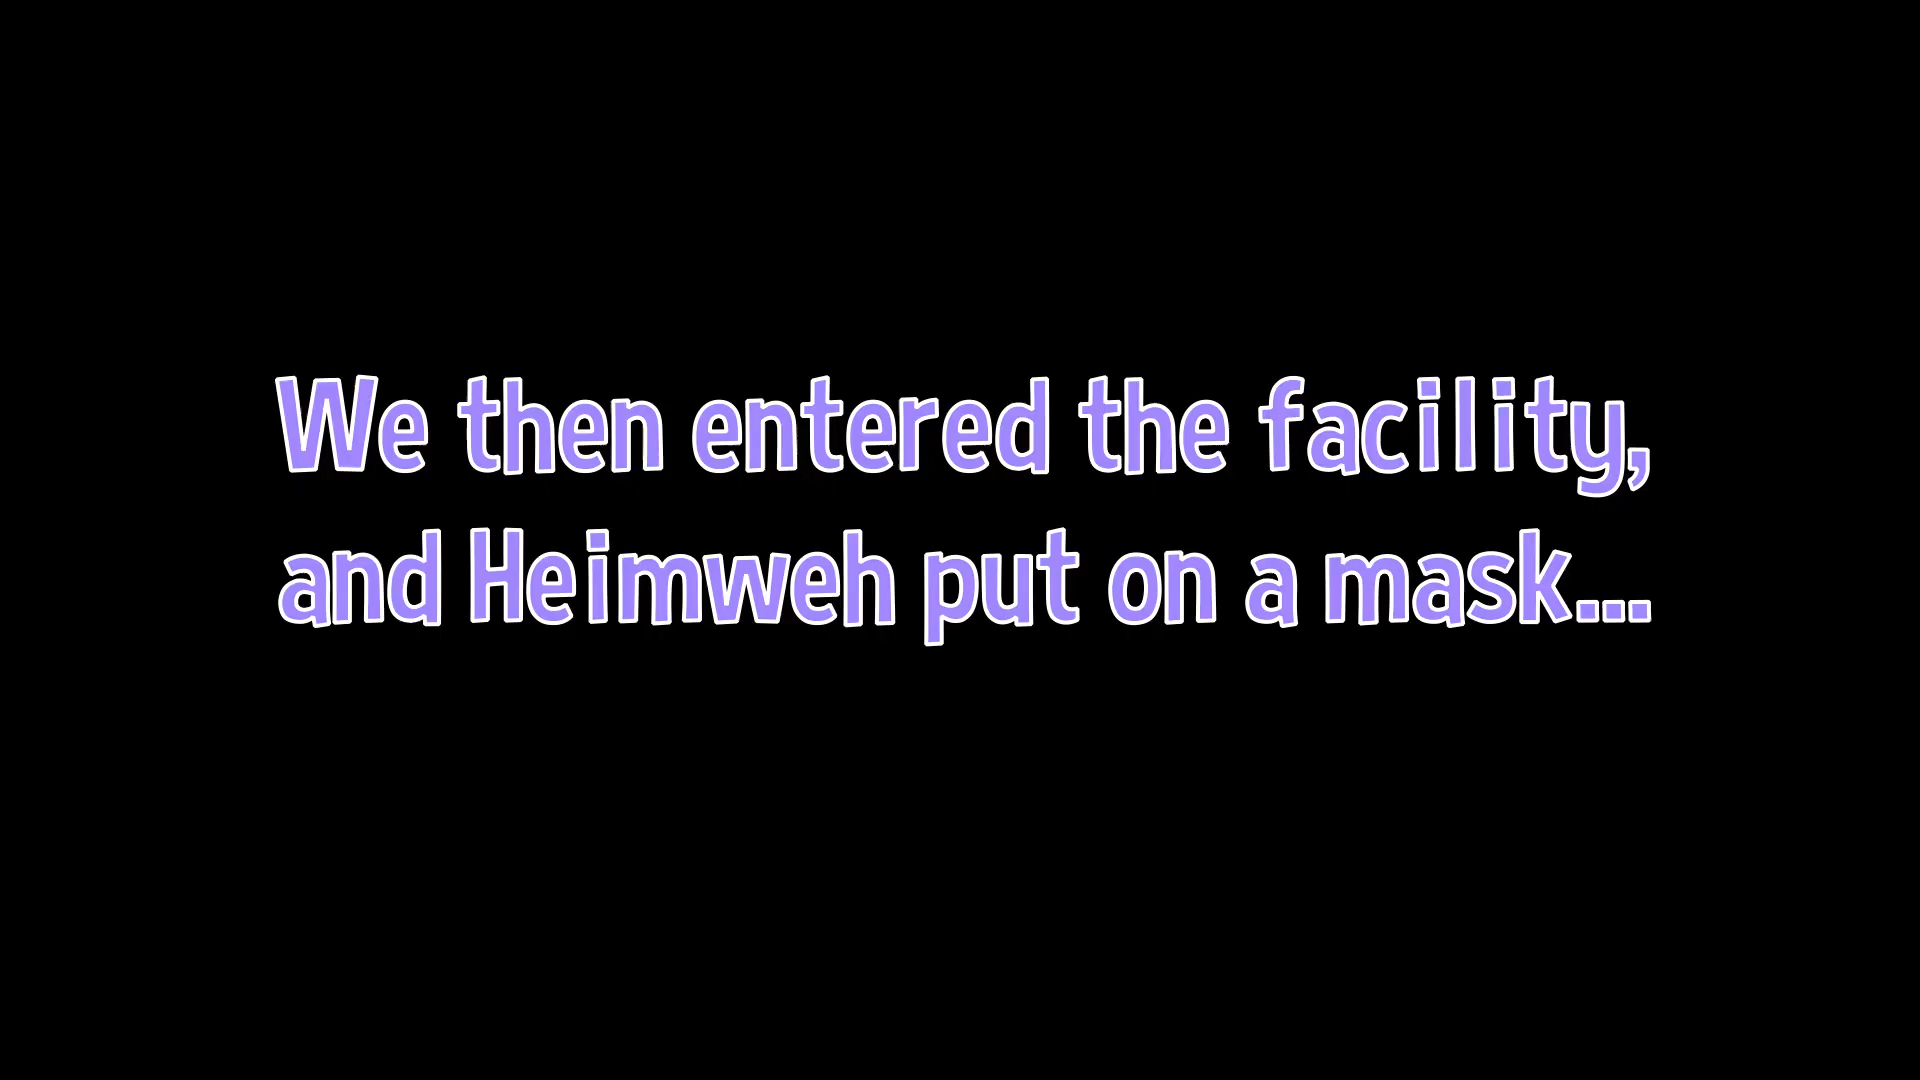 We then entered the facility,
and Heimweh put on a mask...